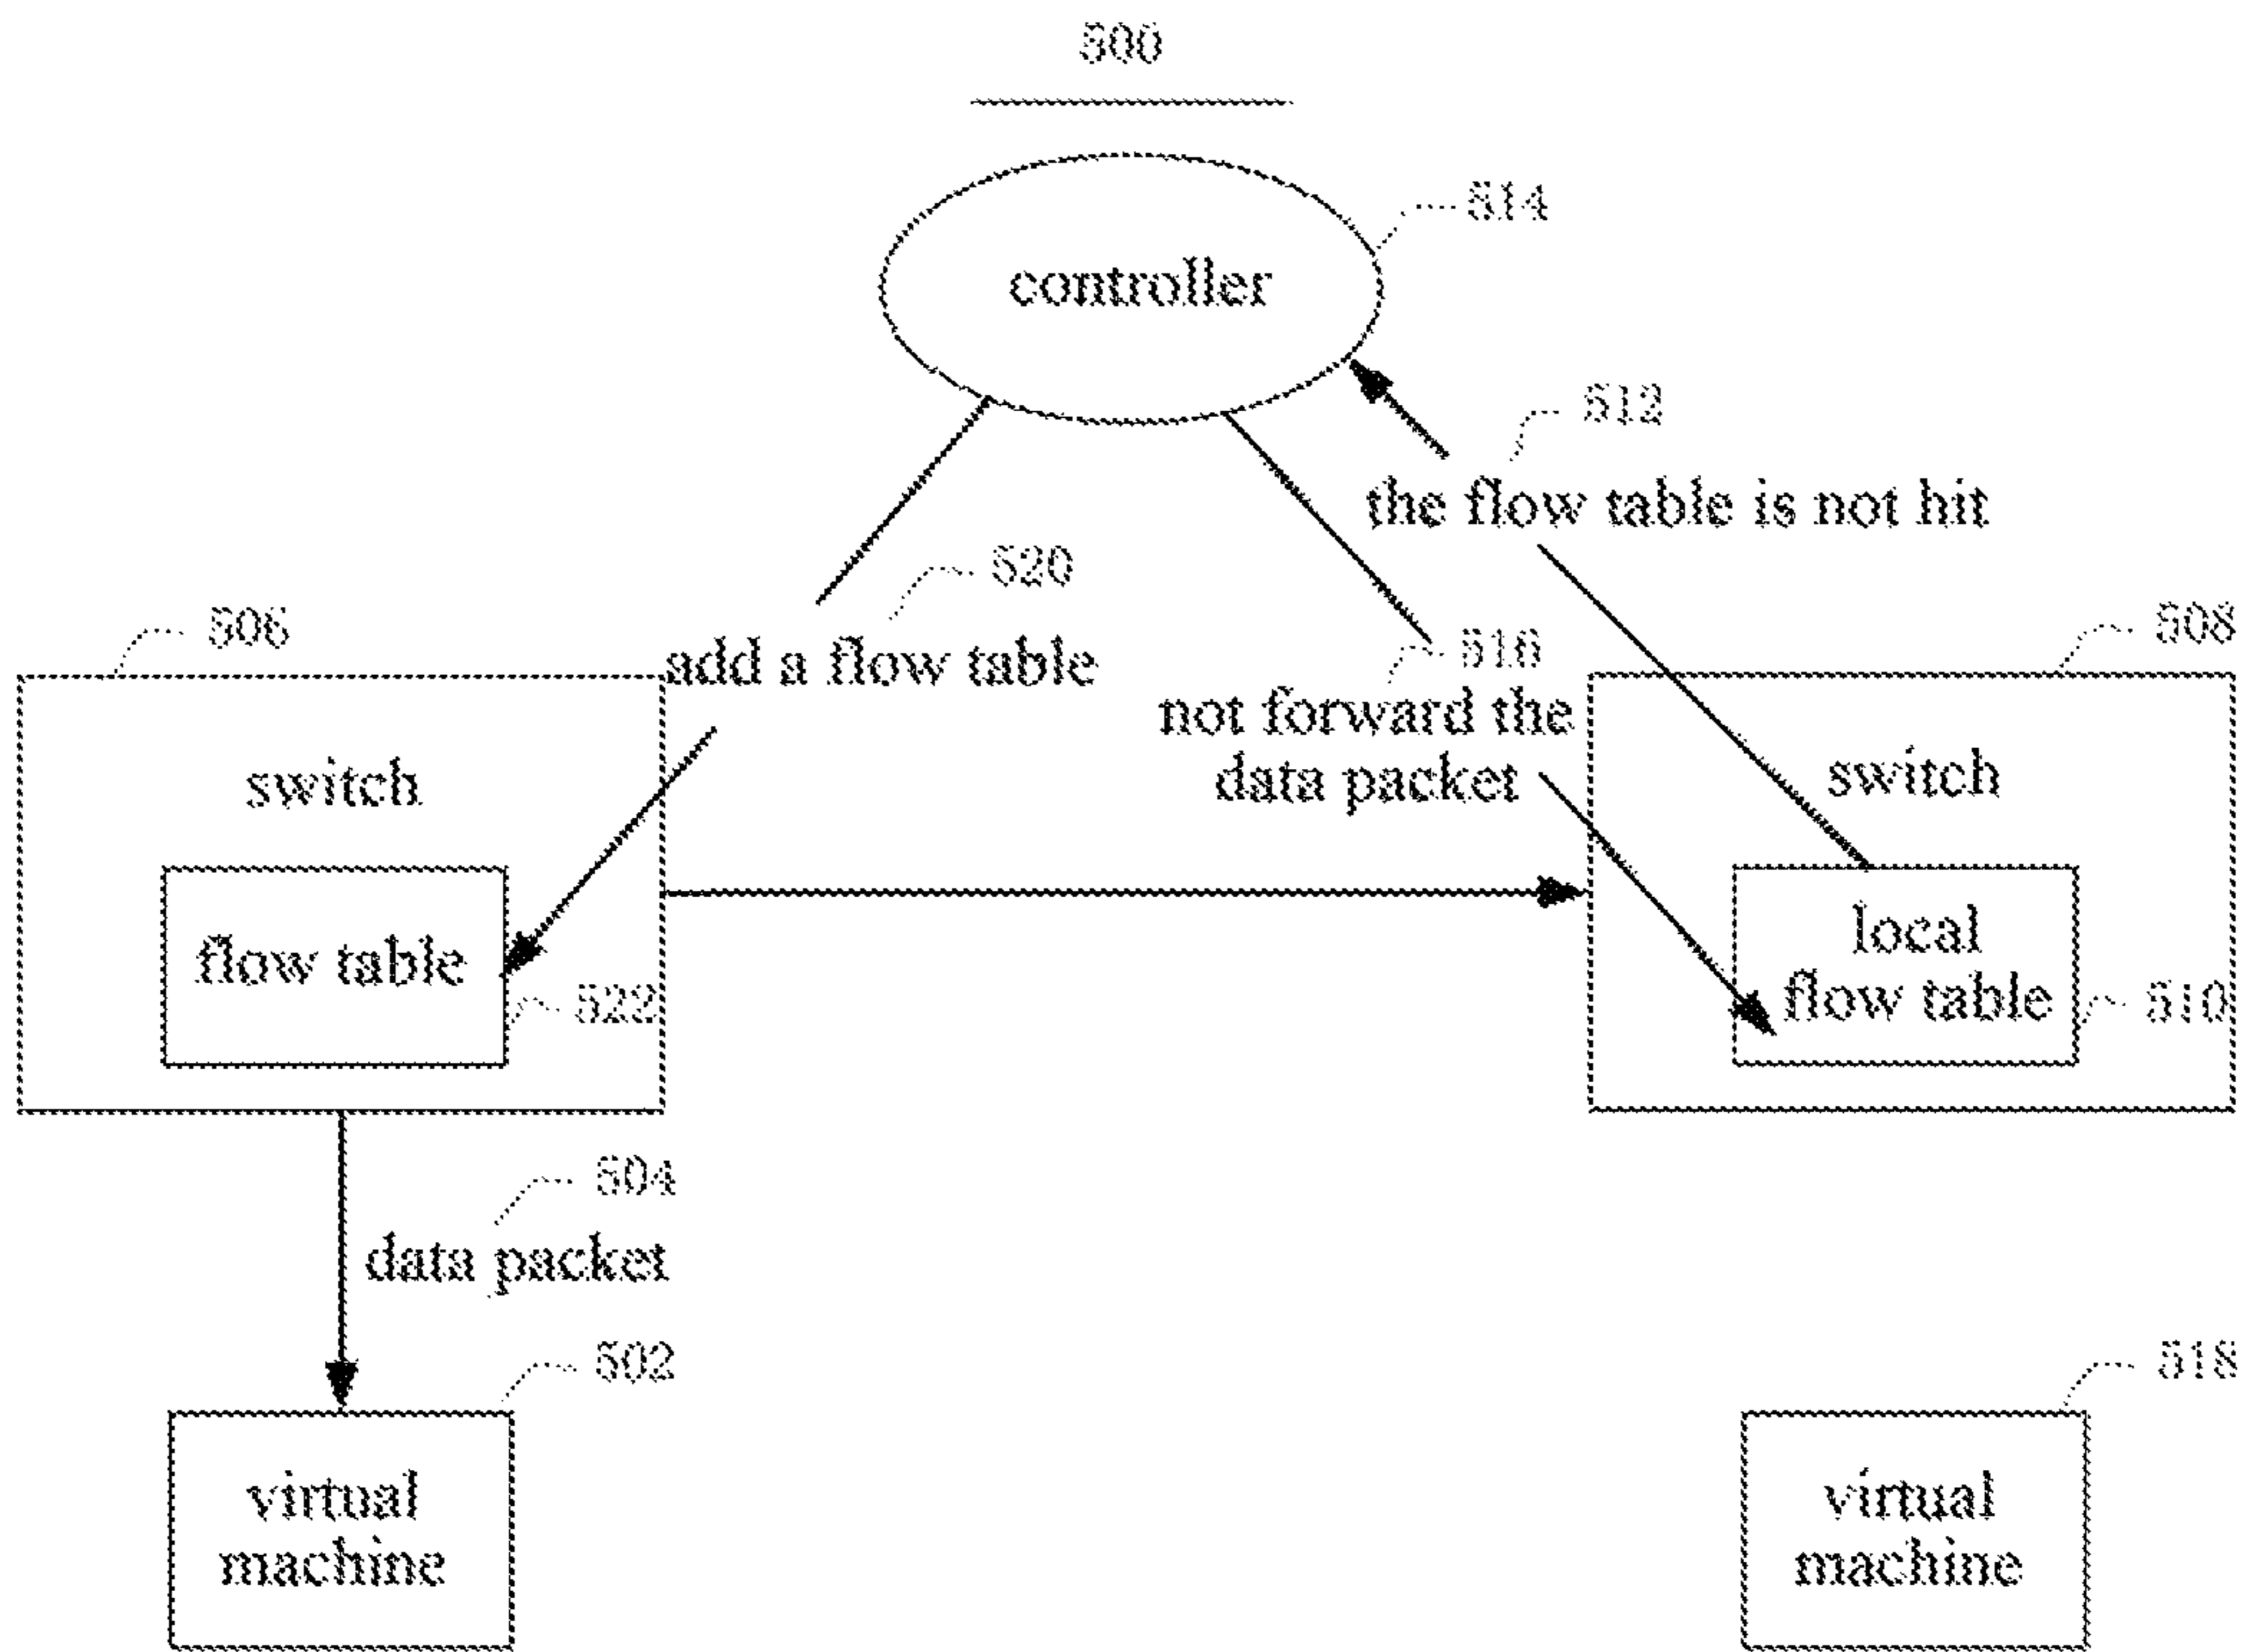 500
514
controller
512
the flow table is not hit
520
506
add a flow table
516
508
not forward the
data packet
switch
switch
flow table
522
local
flow table
510
504
data packet
502
518
virtual
machine
virtual
machine